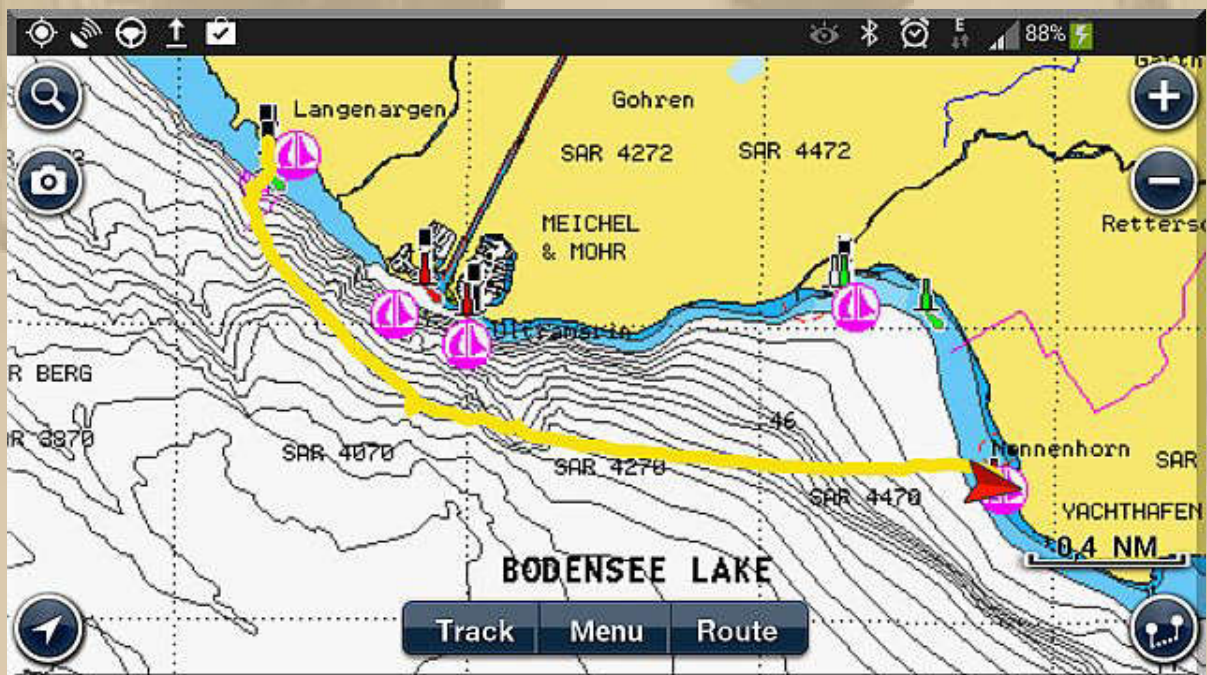 E
88%
Langenargen
Gohren
SAR 4272
SAR 4472
MEICHEL
& MOHR
Ultramarin
R BERG
SAR 4070
SAR 4270
46
SAR 4470
Nonnenhorn
SAR
YACHTHAFEN
0,4 NM
BODENSEE LAKE
Track
Menu
Route